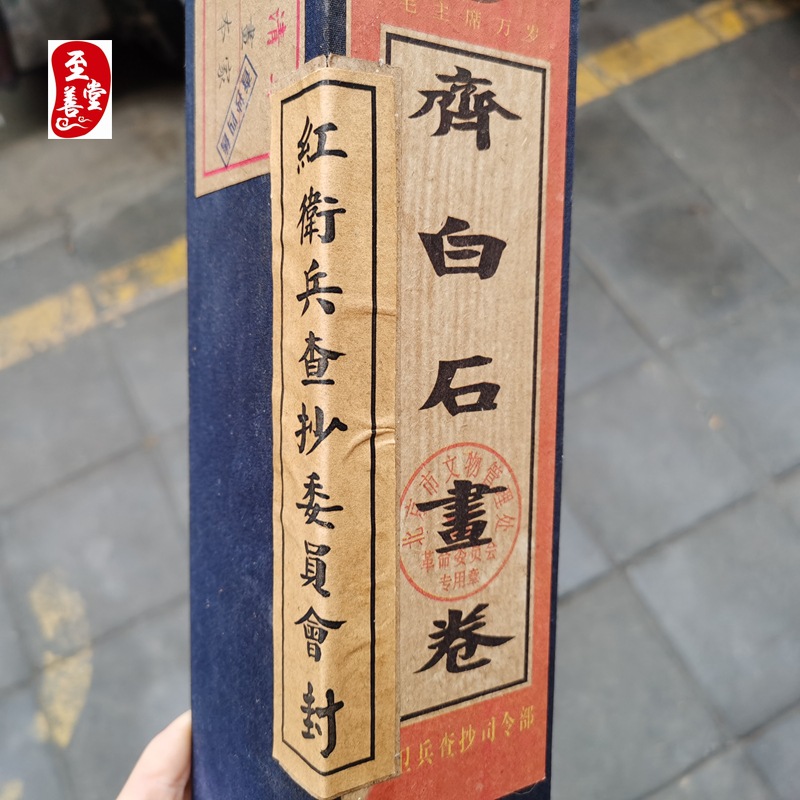 至善堂
毛主席万岁
齊白石畫卷
北京市文物管理处
革命委员会
专用章
卫兵查抄司令部
紅衛兵查抄委員會封
清